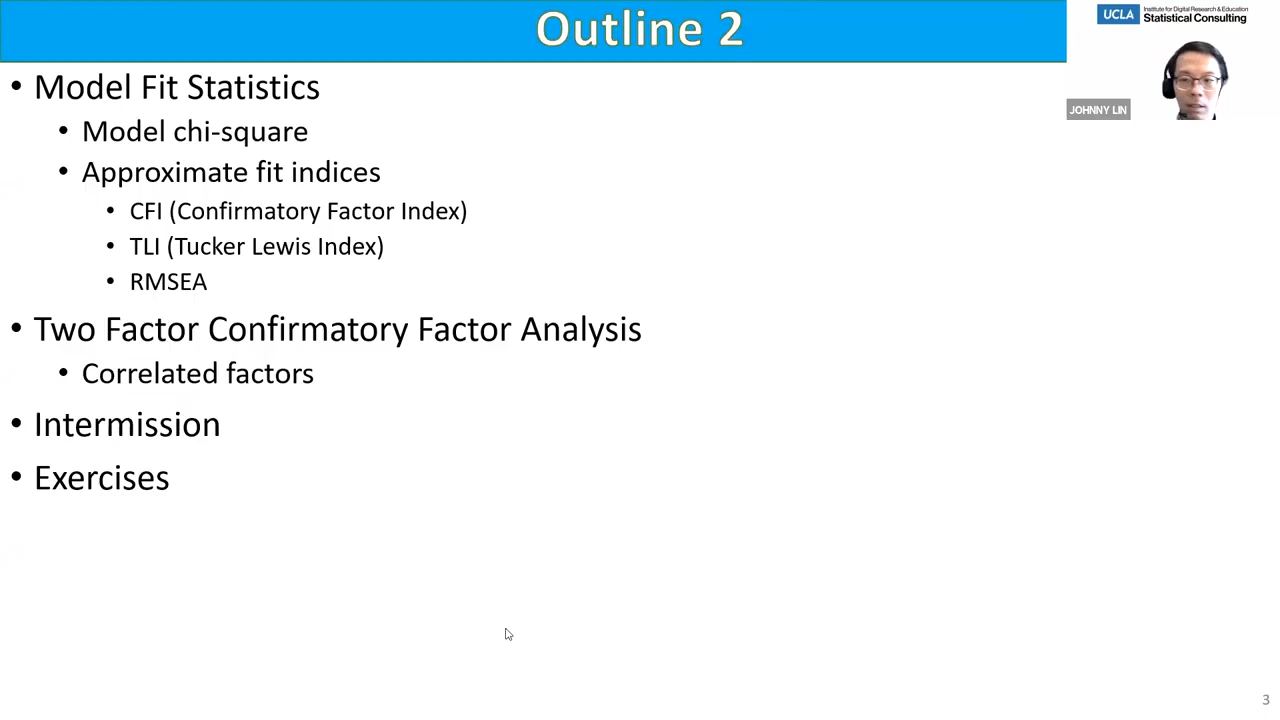 Outline 2
UCLA
Institute for Digital Research & Education
Statistical Consulting
JOHNNY LIN
• Model Fit Statistics
• Model chi-square
• Approximate fit indices
• CFI (Confirmatory Factor Index)
• TLI (Tucker Lewis Index)
• RMSEA
• Two Factor Confirmatory Factor Analysis
• Correlated factors
• Intermission
• Exercises
3